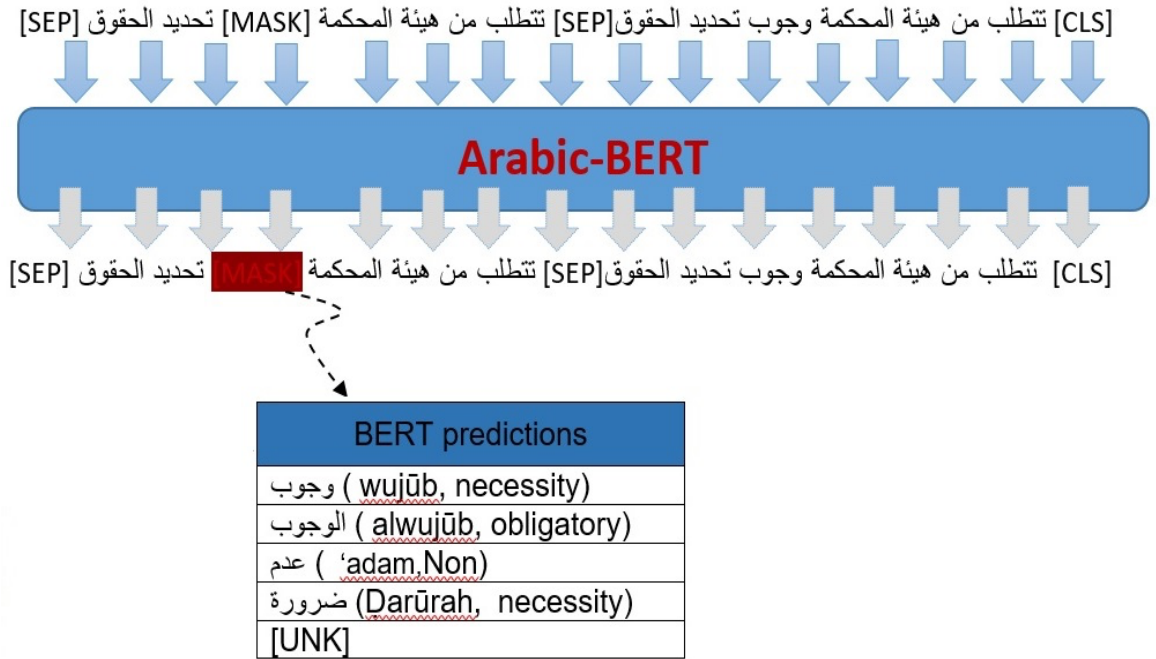 [CLS] تتطلب من هيئة المحكمة وجوب تحديد الحقوق[SEP] تتطلب من هيئة المحكمة [MASK] تحديد الحقوق [SEP]
Arabic-BERT
[CLS] تتطلب من هيئة المحكمة وجوب تحديد الحقوق[SEP] تتطلب من هيئة المحكمة [MASK] تحديد الحقوق [SEP]
BERT predictions
وجوب ( wujūb, necessity)
الوجوب ( alwujūb, obligatory)
عدم ( ‘adam,Non)
ضرورة (Ḍarūrah, necessity)
[UNK]